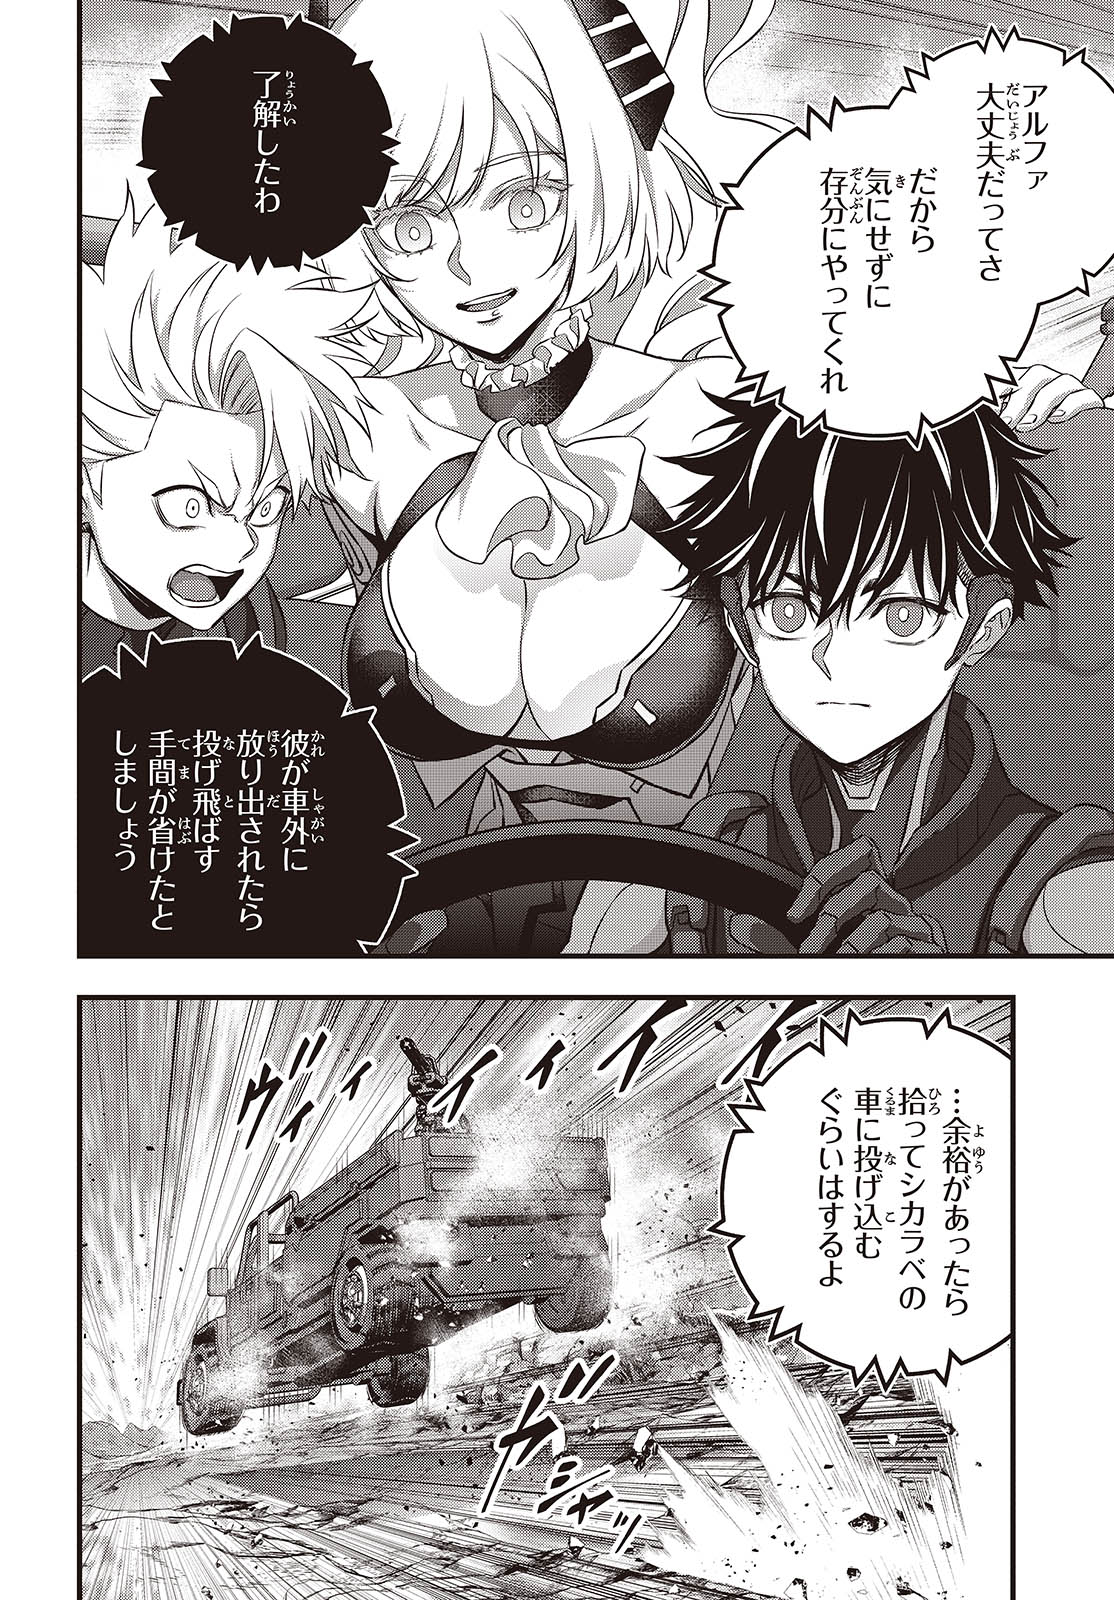 アルファ
大丈夫だってさ
だから
気にせずに
存分にやってくれ
了解したわ
彼が車外に
放り出されたら
投げ飛ばす
手間が省けたと
しましょう
…余裕があったら
拾ってシカラベの
車に投げ込む
ぐらいはするよ
ヴィイイイイイ
ガシャッ